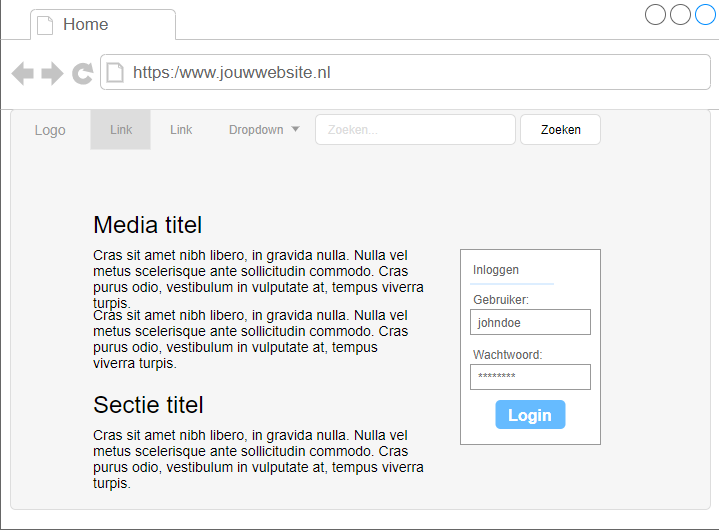 Home
https:/www.jouwwebsite.nl
Logo Link Link Dropdown Zoeken... Zoeken
Media titel
Cras sit amet nibh libero, in gravida nulla. Nulla vel
metus scelerisque ante sollicitudin commodo. Cras
purus odio, vestibulum in vulputate at, tempus viverra
turpis.
Cras sit amet nibh libero, in gravida nulla. Nulla vel
metus scelerisque ante sollicitudin commodo. Cras
purus odio, vestibulum in vulputate at, tempus
viverra turpis.
Sectie titel
Cras sit amet nibh libero, in gravida nulla. Nulla vel
metus scelerisque ante sollicitudin commodo. Cras
purus odio, vestibulum in vulputate at, tempus viverra
turpis.
Inloggen
Gebruiker:
johndoe
Wachtwoord:
********
Login